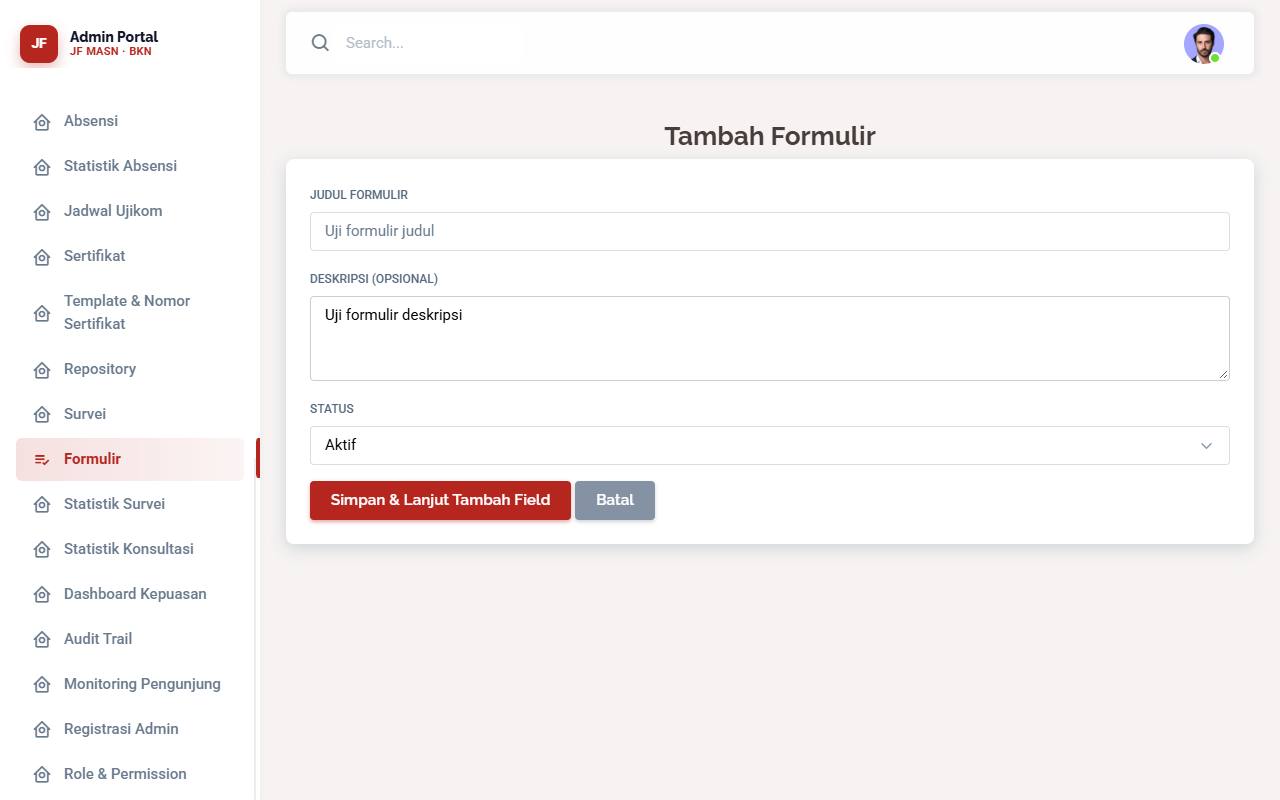 JF
Admin Portal
JF MASN · BKN
Absensi
Statistik Absensi
Jadwal Ujikom
Sertifikat
Template & Nomor
Sertifikat
Repository
Survei
Formulir
Statistik Survei
Statistik Konsultasi
Dashboard Kepuasan
Audit Trail
Monitoring Pengunjung
Registrasi Admin
Role & Permission
Search...
Tambah Formulir
JUDUL FORMULIR
Uji formulir judul
DESKRIPSI (OPSIONAL)
Uji formulir deskripsi
STATUS
Aktif
Simpan & Lanjut Tambah Field
Batal